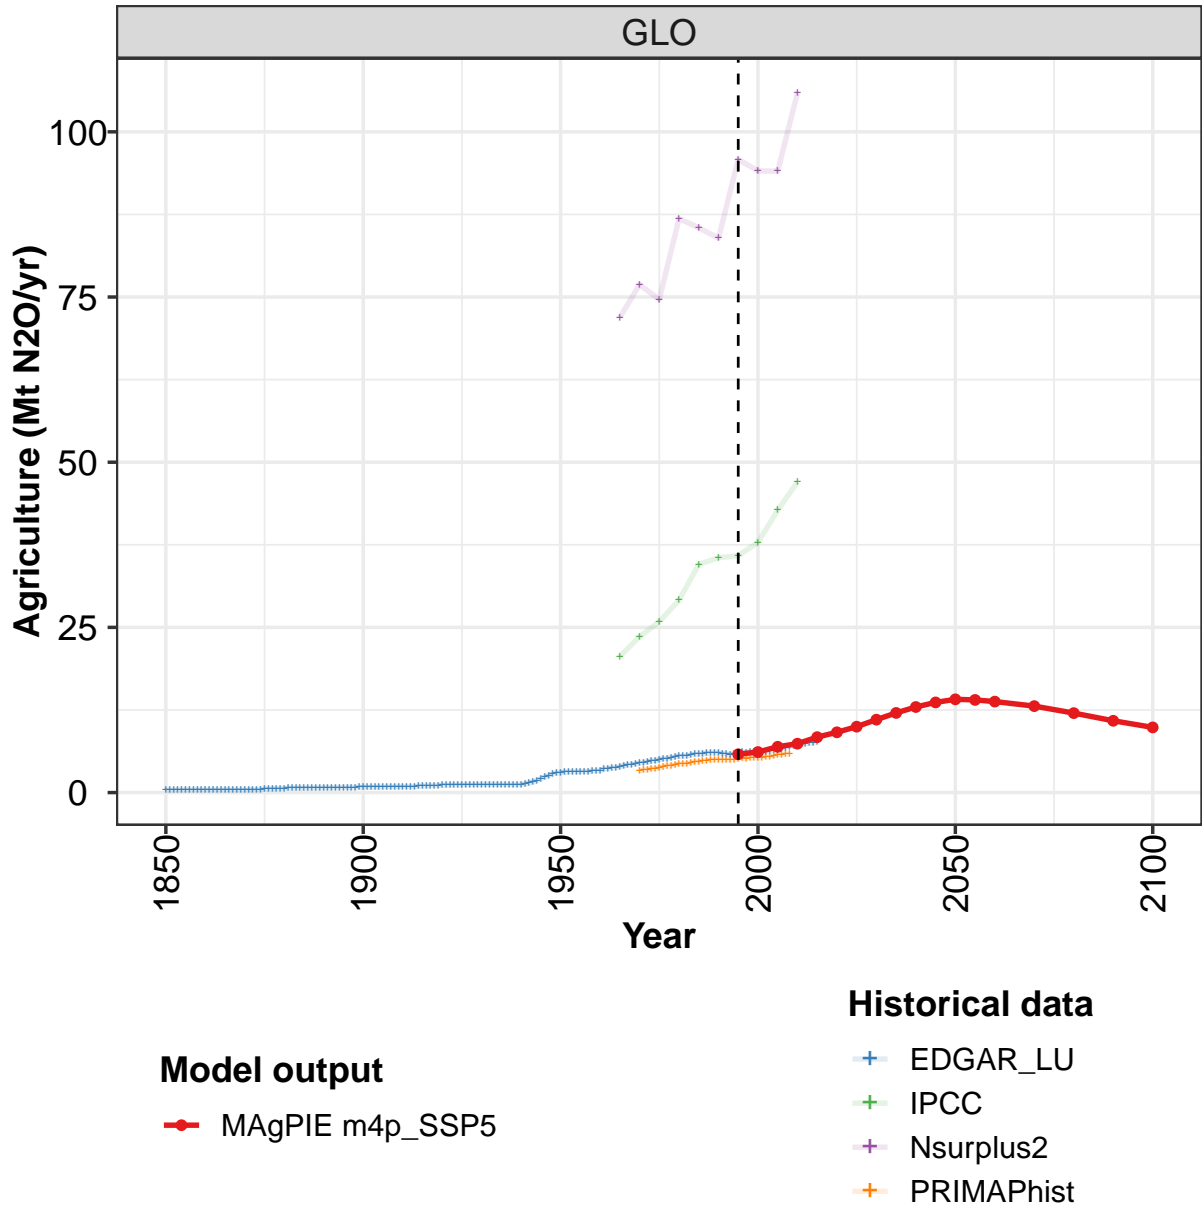 GLO
Agriculture (Mt N2O/yr)
100
75
50
25
0
1850
1900
1950
2000
2050
2100
Year
Model output
MAgPIE m4p_SSP5
Historical data
EDGAR_LU
IPCC
Nsurplus2
PRIMAPhist